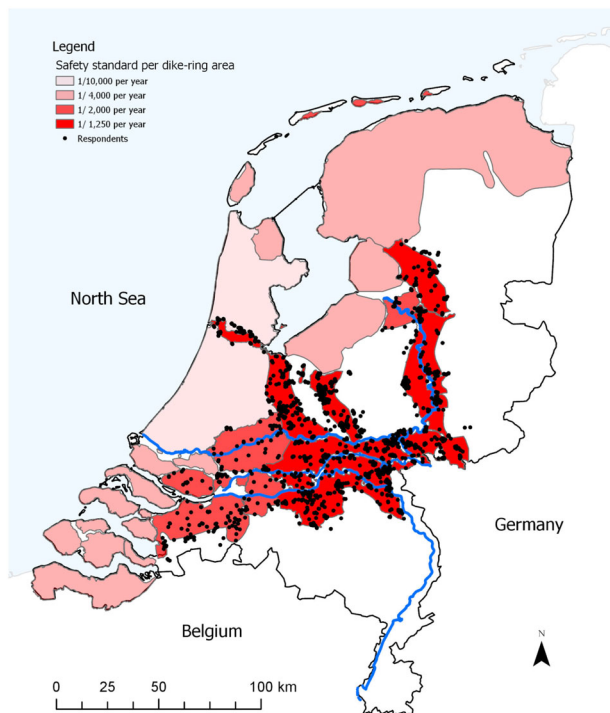 Legend
Safety standard per dike-ring area
1/10,000 per year
1/ 4,000 per year
1/ 2,000 per year
1/ 1,250 per year
Respondents
North Sea
Germany
Belgium
N
0 25 50 100 km